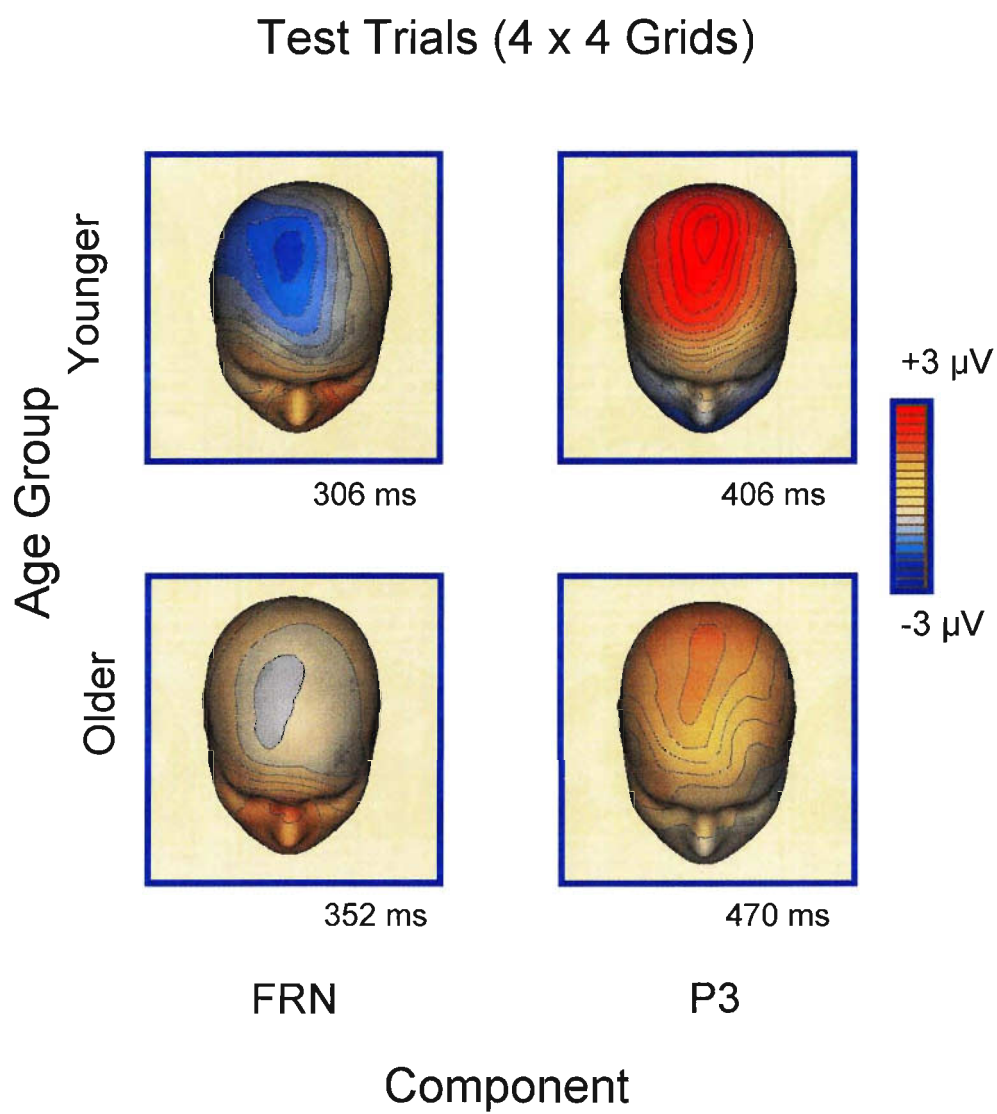 Test Trials (4 x 4 Grids)
Younger
+3 µV
306 ms
406 ms
Age Group
-3 µV
Older
352 ms
470 ms
FRN
P3
Component